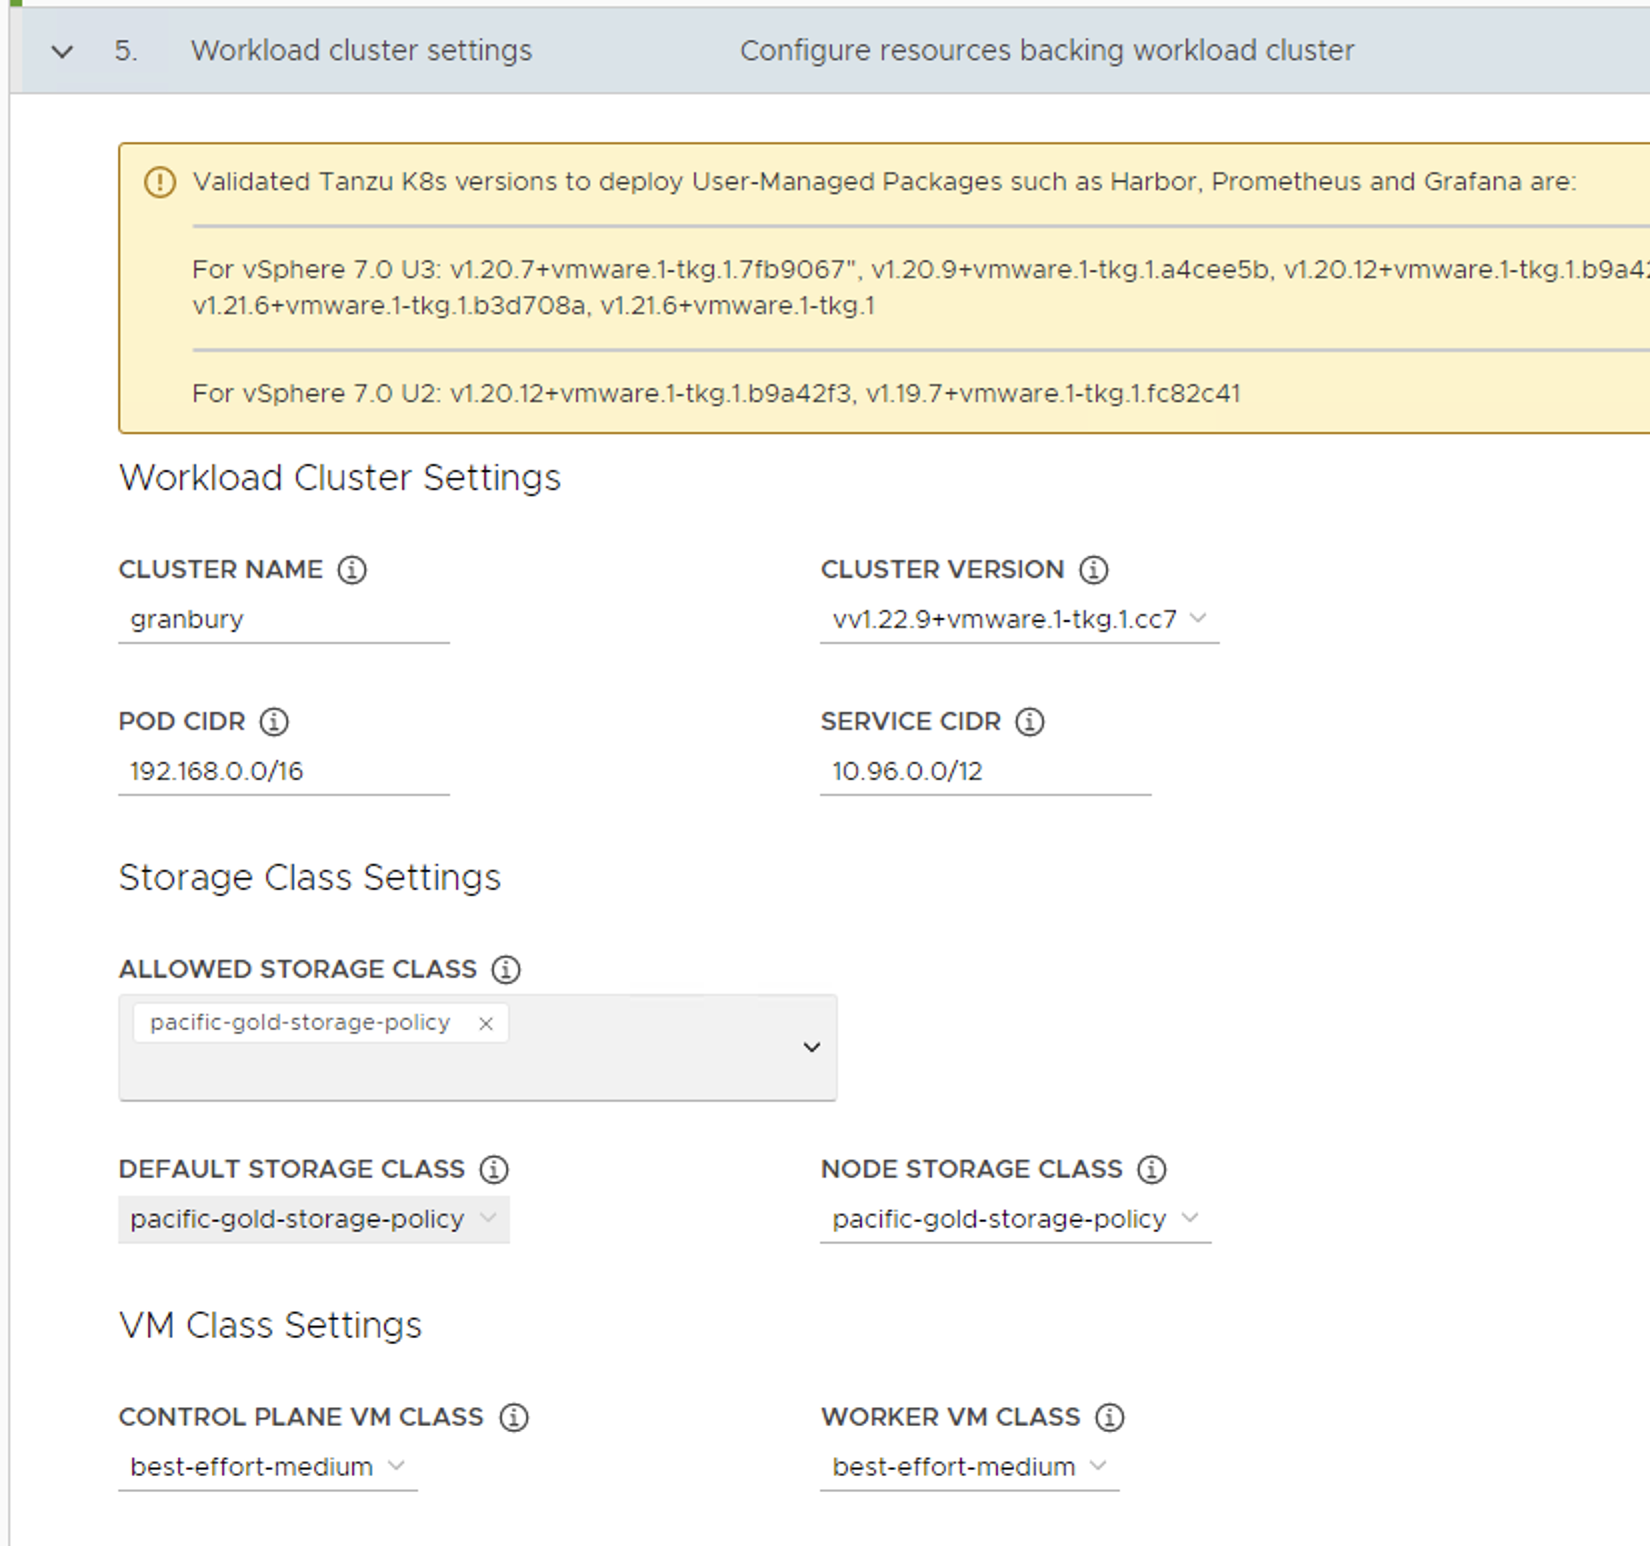 5. Workload cluster settings Configure resources backing workload cluster
Validated Tanzu K8s versions to deploy User-Managed Packages such as Harbor, Prometheus and Grafana are:
For vSphere 7.0 U3: v1.20.7+vmware.1-tkg.1.7fb9067", v1.20.9+vmware.1-tkg.1.a4cee5b, v1.20.12+vmware.1-tkg.1.b9a42
v1.21.6+vmware.1-tkg.1.b3d708a, v1.21.6+vmware.1-tkg.1
For vSphere 7.0 U2: v1.20.12+vmware.1-tkg.1.b9a42f3, v1.19.7+vmware.1-tkg.1.fc82c41
Workload Cluster Settings
CLUSTER NAME CLUSTER VERSION
granbury vv1.22.9+vmware.1-tkg.1.cc7
POD CIDR SERVICE CIDR
192.168.0.0/16 10.96.0.0/12
Storage Class Settings
ALLOWED STORAGE CLASS
pacific-gold-storage-policy
DEFAULT STORAGE CLASS NODE STORAGE CLASS
pacific-gold-storage-policy pacific-gold-storage-policy
VM Class Settings
CONTROL PLANE VM CLASS WORKER VM CLASS
best-effort-medium best-effort-medium